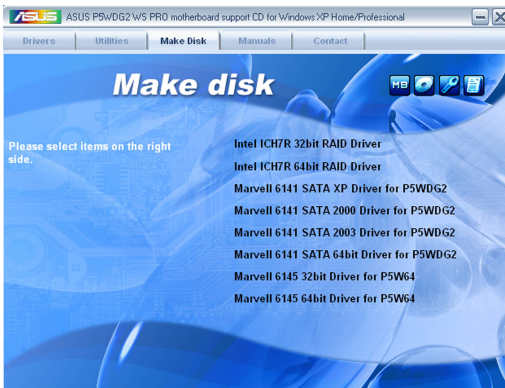 ASUS ASUS P5WDG2 WS PRO motherboard support CD for Windows XP Home/Professional
Drivers Utilities Make Disk Manuals Contact
Make disk
MB
Please select items on the right
side.
Intel ICH7R 32bit RAID Driver
Intel ICH7R 64bit RAID Driver
Marvell 6141 SATA XP Driver for P5WDG2
Marvell 6141 SATA 2000 Driver for P5WDG2
Marvell 6141 SATA 2003 Driver for P5WDG2
Marvell 6141 SATA 64bit Driver for P5WDG2
Marvell 6145 32bit Driver for P5W64
Marvell 6145 64bit Driver for P5W64